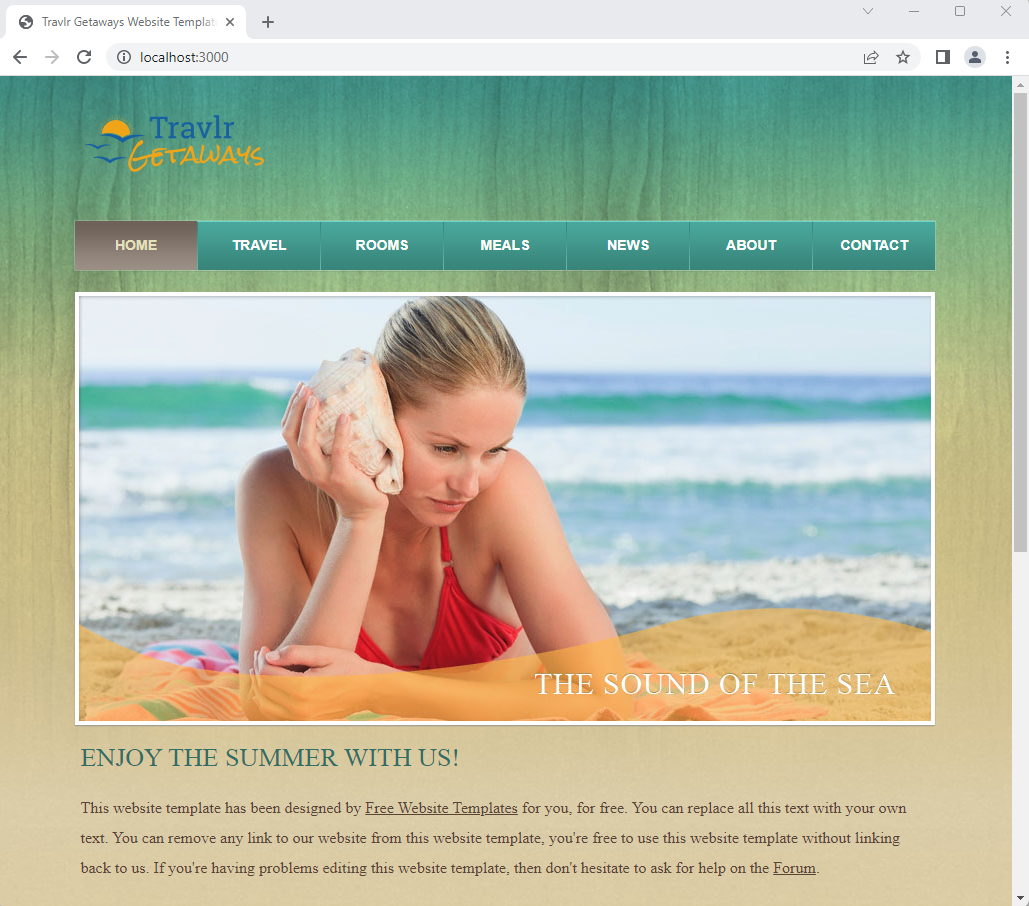 Travlr Getaways Website Templat
localhost:3000
Travlr
Getaways
HOME TRAVEL ROOMS MEALS NEWS ABOUT CONTACT
THE SOUND OF THE SEA
ENJOY THE SUMMER WITH US!
This website template has been designed by Free Website Templates for you, for free. You can replace all this text with your own
text. You can remove any link to our website from this website template, you're free to use this website template without linking
back to us. If you're having problems editing this website template, then don't hesitate to ask for help on the Forum.